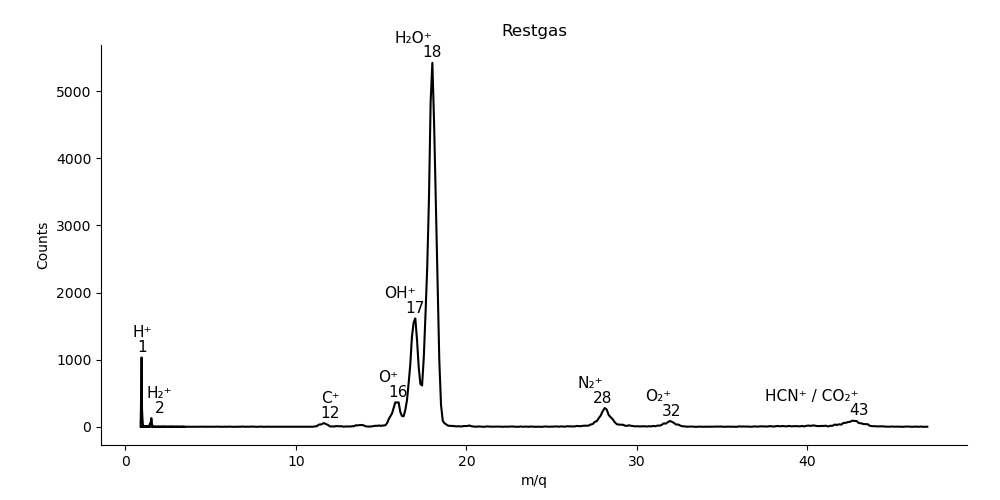 Restgas
H₂O⁺
18
OH⁺
17
H⁺
1
H₂⁺
2
C⁺
12
O⁺
16
N₂⁺
28
O₂⁺
32
HCN⁺ / CO₂⁺
43
5000
4000
3000
2000
1000
0
Counts
0
10
20
30
40
m/q